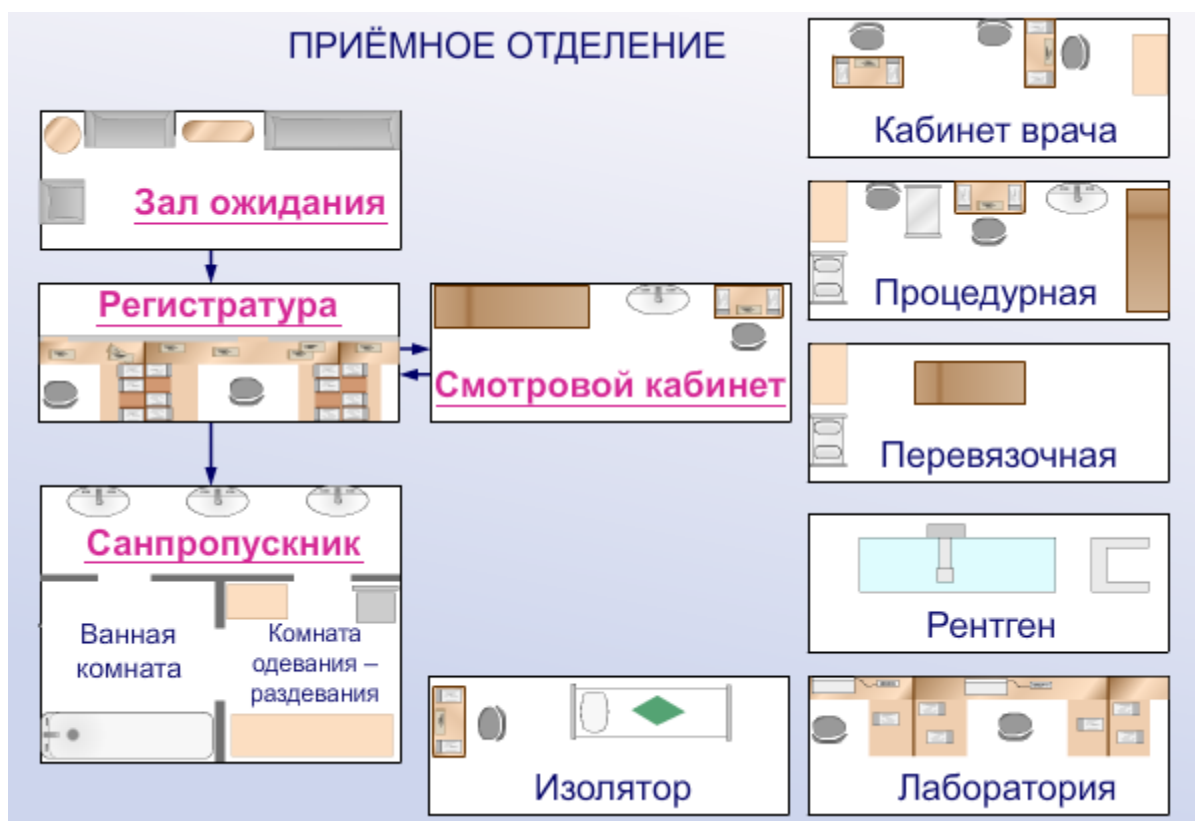 ПРИЁМНОЕ ОТДЕЛЕНИЕ
Зал ожидания
Регистратура
Смотровой кабинет
Санпропускник
Ванная
комната
Комната
одевания –
раздевания
Изолятор
Кабинет врача
Процедурная
Перевязочная
Рентген
Лаборатория